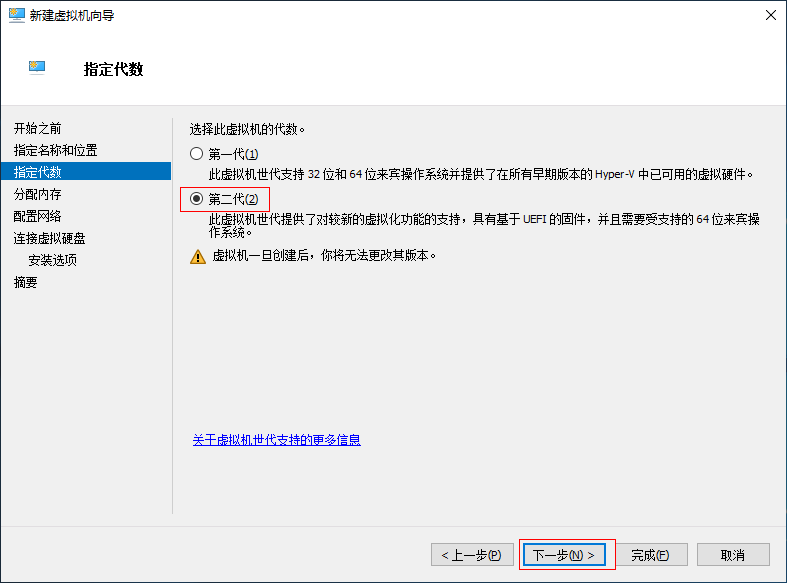 新建虚拟机向导
指定代数
开始之前
指定名称和位置
指定代数
分配内存
配置网络
连接虚拟硬盘
安装选项
摘要
选择此虚拟机的代数。
第一代(1)
此虚拟机世代支持 32 位和 64 位来宾操作系统并提供了在所有早期版本的 Hyper-V 中已可用的虚拟硬件。
第二代(2)
此虚拟机世代提供了对较新的虚拟化功能的支持，具有基于 UEFI 的固件，并且需要受支持的 64 位来宾操
作系统。
虚拟机一旦创建后，你将无法更改其版本。
关于虚拟机世代支持的更多信息
< 上一步(P)
下一步(N) >
完成(F)
取消